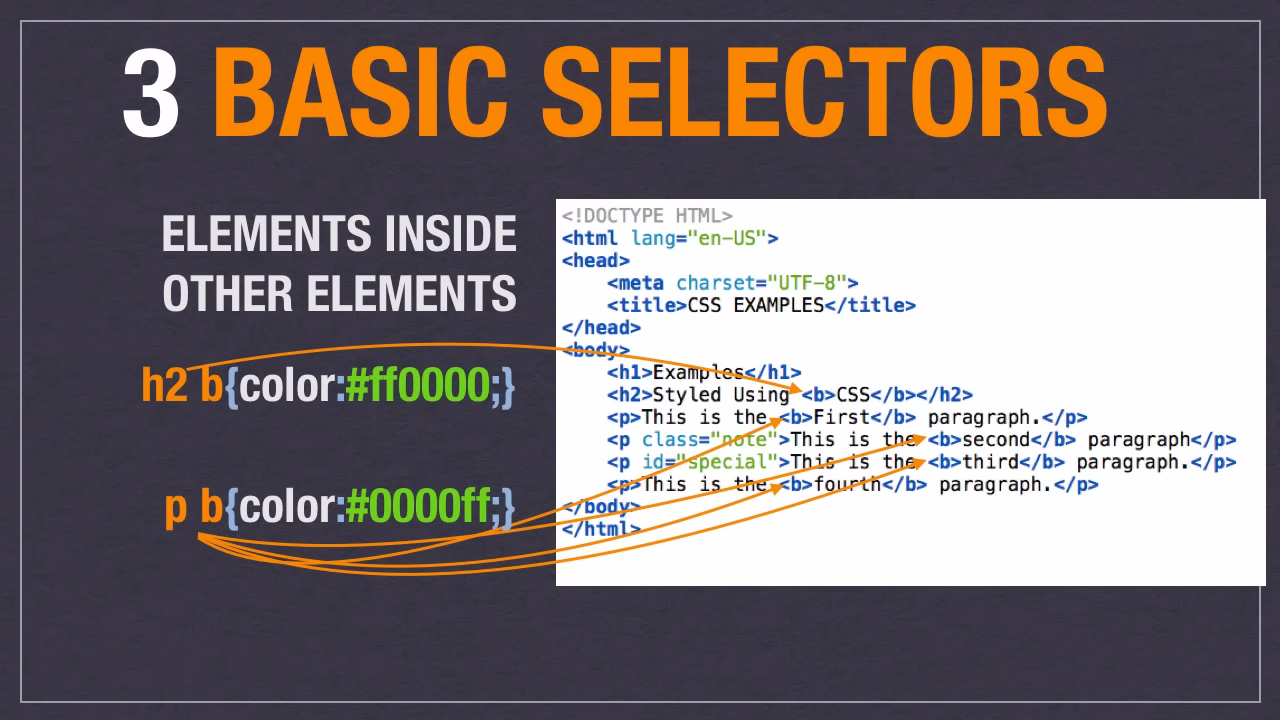 3 BASIC SELECTORS
ELEMENTS INSIDE
OTHER ELEMENTS
h2 b{color:#ff0000;}
p b{color:#0000ff;}
<!DOCTYPE HTML>
<html lang="en-US">
<head>
<meta charset="UTF-8">
<title>CSS EXAMPLES</title>
</head>
<body>
<h1>Examples</h1>
<h2>Styled Using <b>CSS</b></h2>
<p>This is the <b>First</b> paragraph.</p>
<p class="note">This is the <b>second</b> paragraph</p>
<p id="special">This is the <b>third</b> paragraph.</p>
<p>This is the <b>fourth</b> paragraph.</p>
</body>
</html>